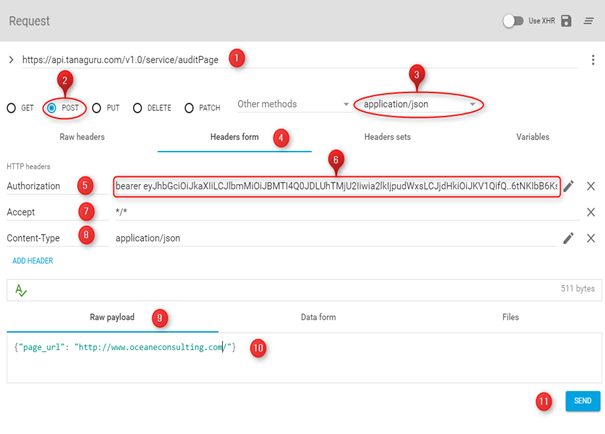 Request
Use XHR
https://api.tanaguru.com/v1.0/service/auditPage
1
2
3
GET
POST
PUT
DELETE
PATCH
Other methods
application/json
Raw headers
Headers form
4
Headers sets
Variables
HTTP headers
6
Authorization
5
bearer
Accept
7
*/*
Content-Type
8
application/json
ADD HEADER
A
511 bytes
Raw payload
9
Data form
Files
{"page_url": "http://www.oceaneconsulting.com/"}
10
11
SEND